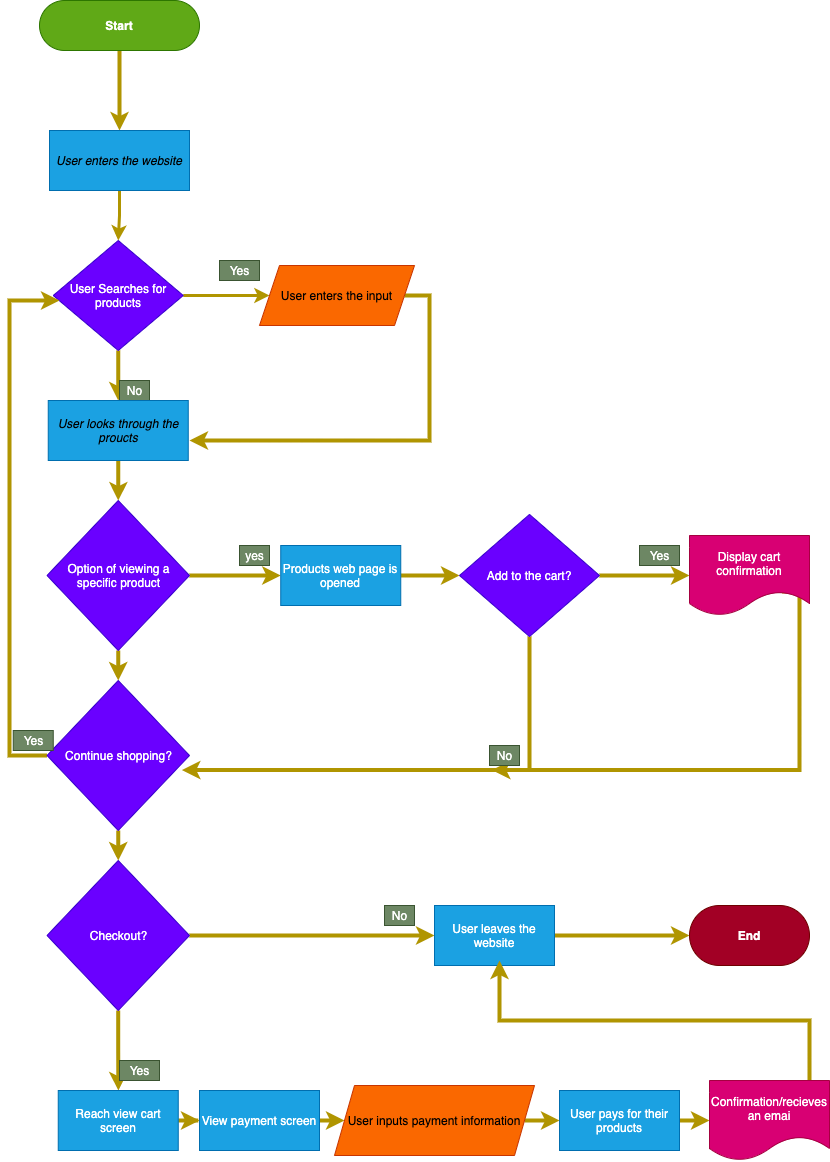 Start
User enters the website
User Searches for
products
Yes
User enters the input
No
User looks through the
proucts
Option of viewing a
specific product
yes
Products web page is
opened
Add to the cart?
Yes
Display cart
confirmation
Yes
Continue shopping?
No
Checkout?
No
User leaves the
website
End
Yes
Reach view cart
screen
View payment screen
User inputs payment information
User pays for their
products
Confirmation/recieves
an emai